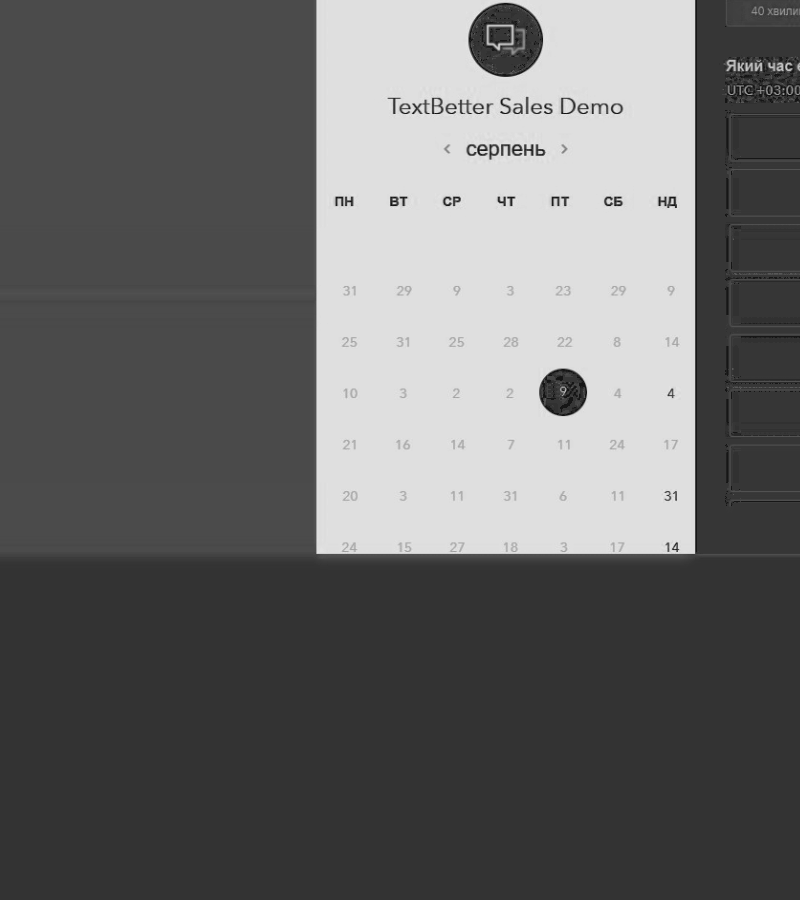 40 хвили
Який час
UTC +03:00
TextBetter Sales Demo
серпень
ПН ВТ СР ЧТ ПТ СБ НД
31 29 9 3 23 29 9
25 31 25 28 22 8 14
10 3 2 2 9 4 4
21 16 14 7 11 24 17
20 3 11 31 6 11 31
24 15 27 18 3 17 14